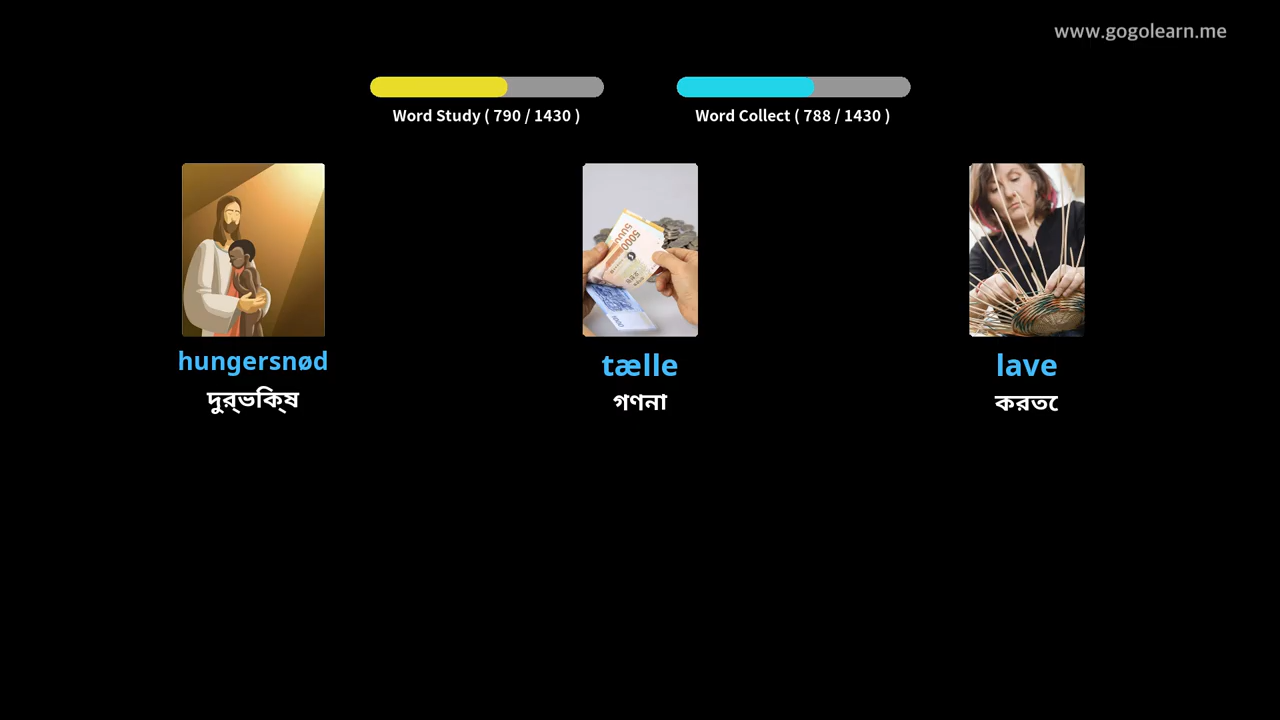 www.gogolearn.me
Word Study ( 790 / 1430 )
Word Collect ( 788 / 1430 )
hungersnød
tælle
lave
দুর্ভিক্ষ
গণনা
করতে